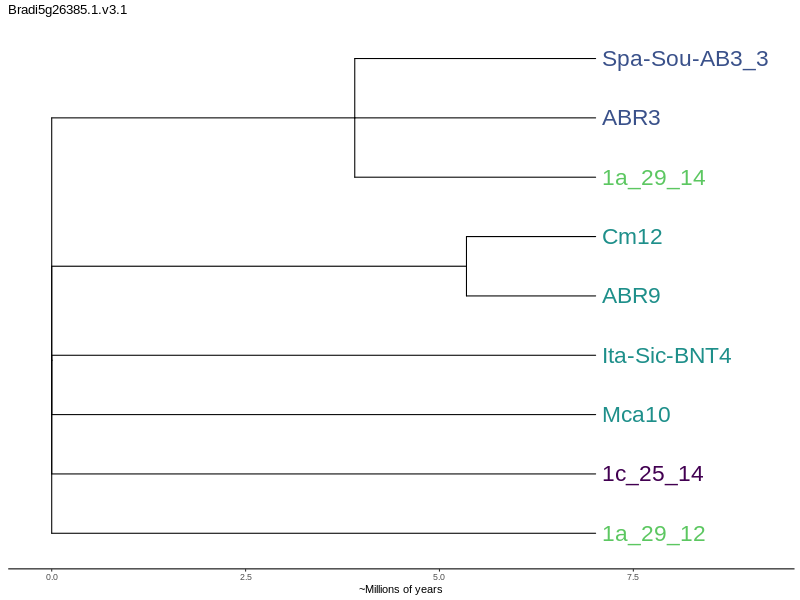 Bradi5g26385.1.v3.1
Spa-Sou-AB3_3
ABR3
1a_29_14
Cm12
ABR9
Ita-Sic-BNT4
Mca10
1c_25_14
1a_29_12
0.0 2.5 5.0 7.5
~Millions of years